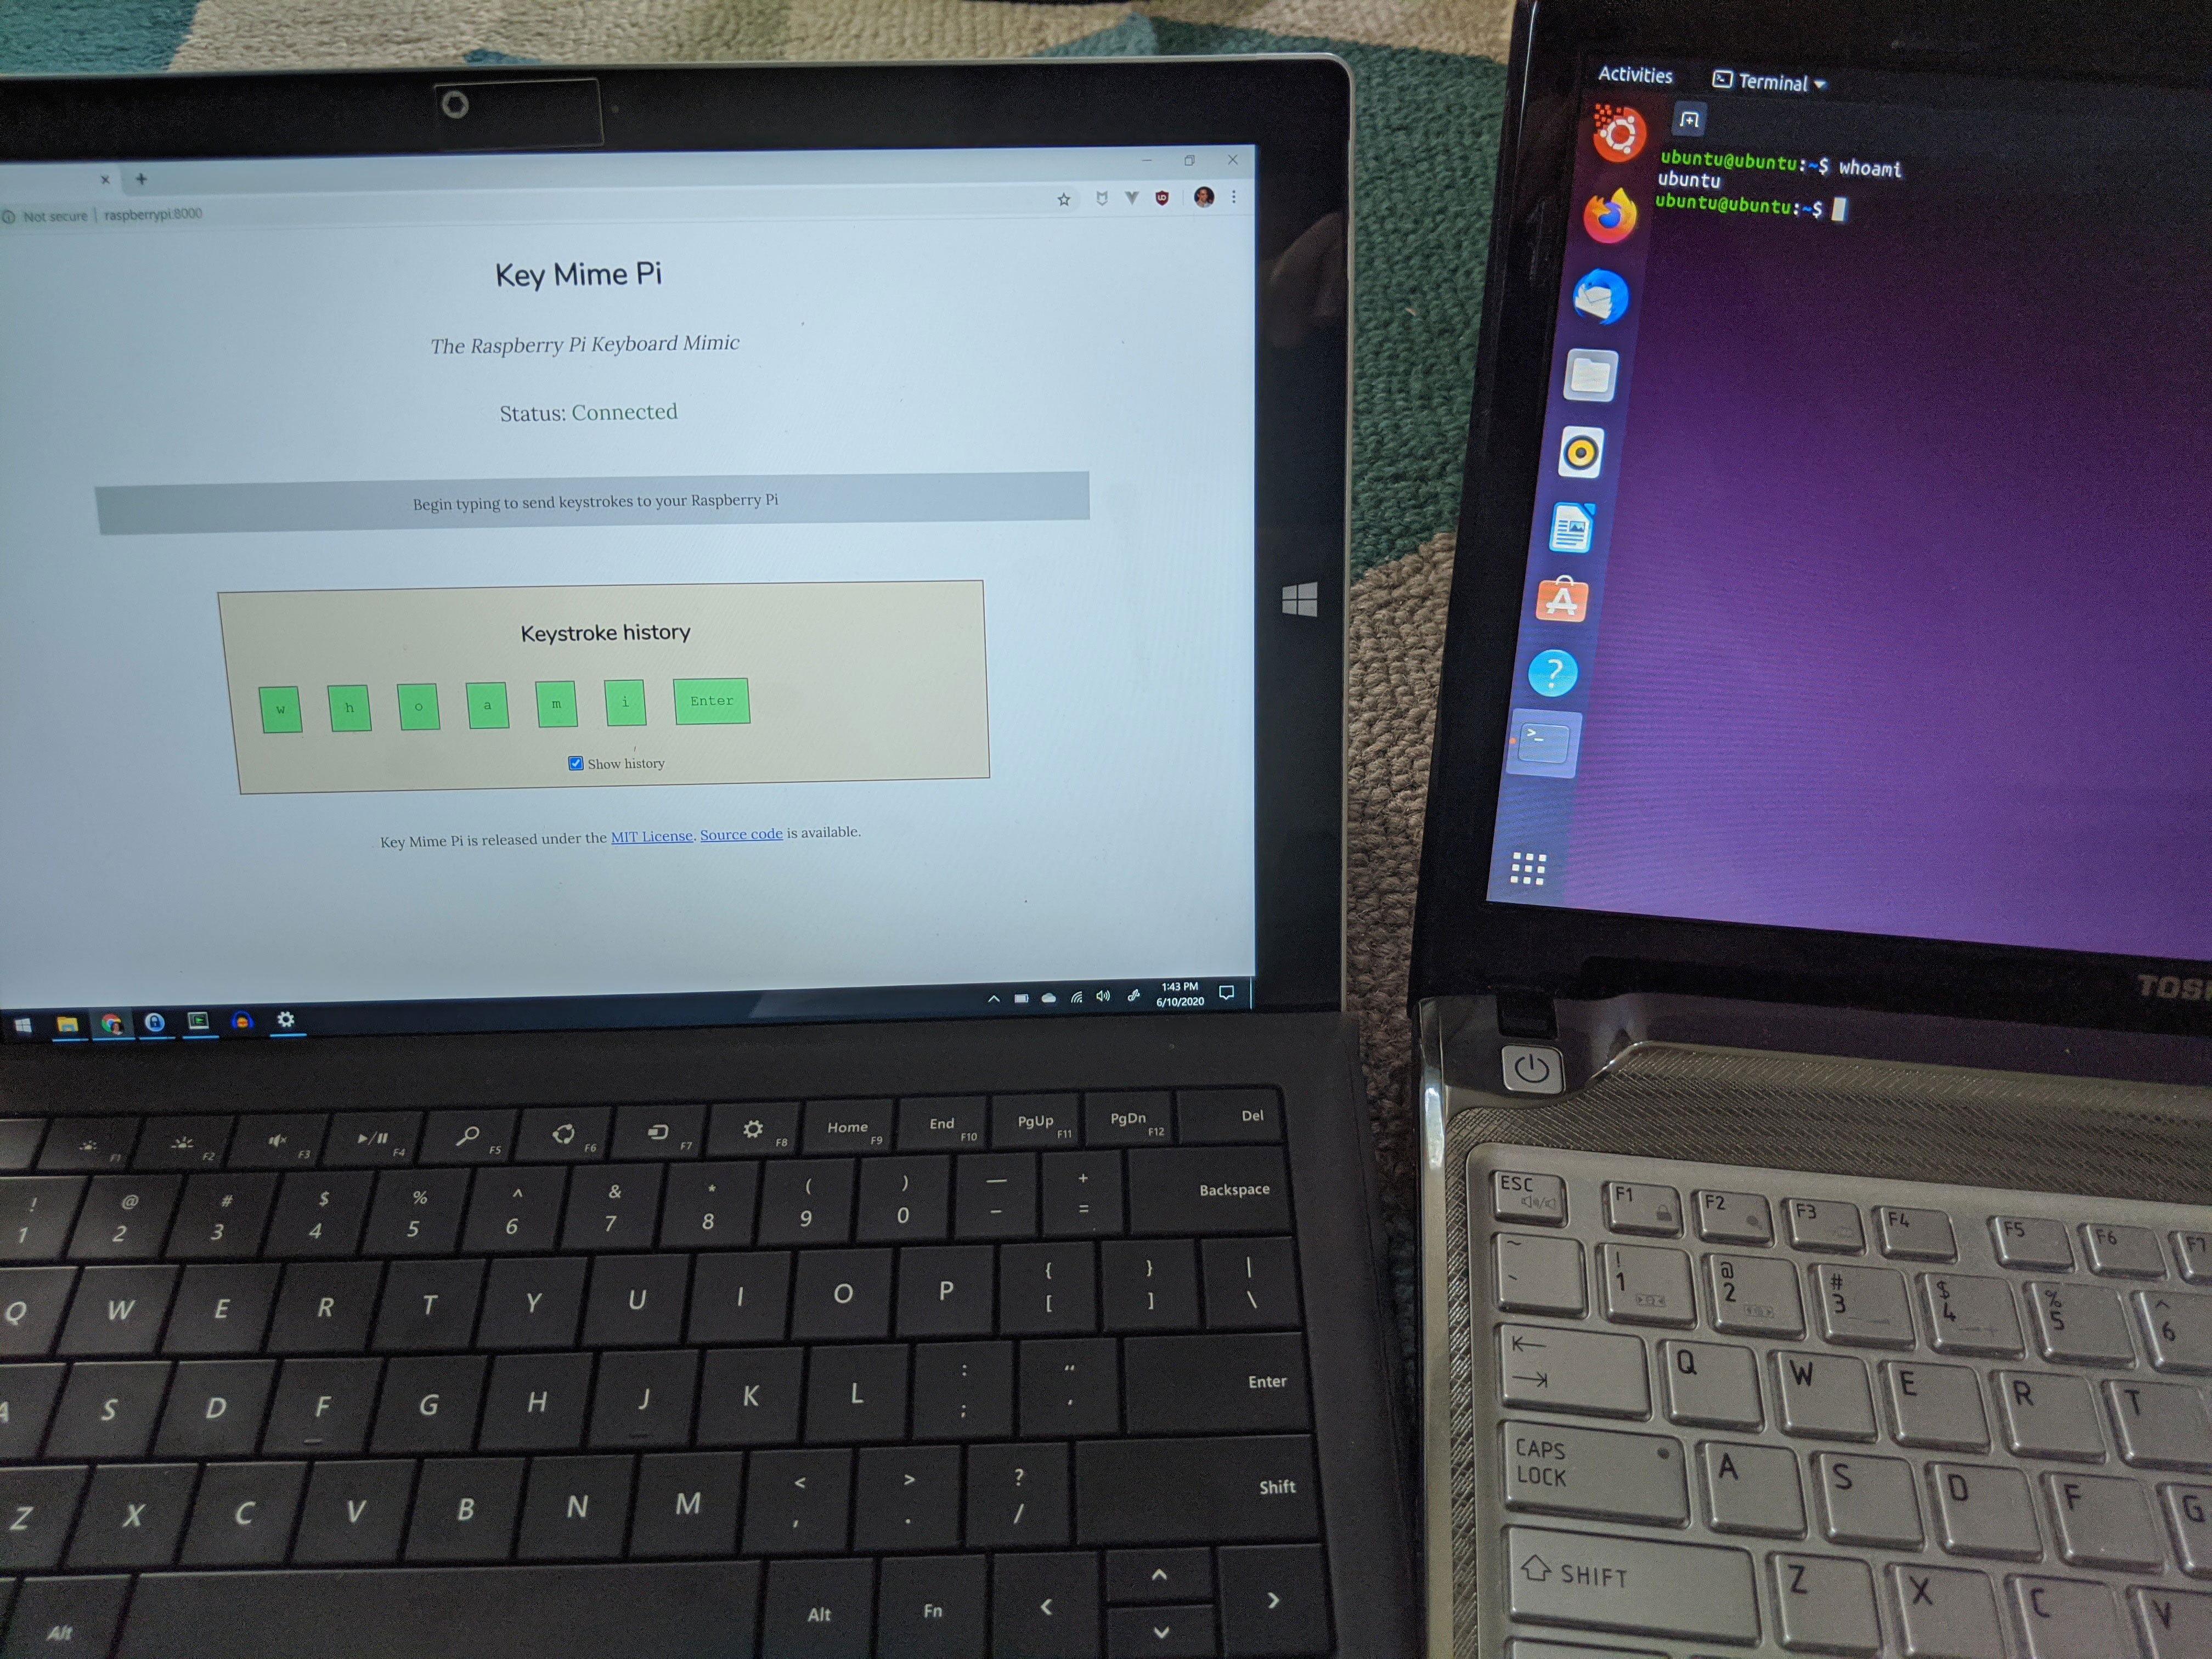 Not secure | raspberrypi:8000
Key Mime Pi
The Raspberry Pi Keyboard Mimic
Status: Connected
Begin typing to send keystrokes to your Raspberry Pi
Keystroke history
w h o a m i Enter
Show history
Key Mime Pi is released under the MIT License. Source code is available.
1:43 PM
6/10/2020
F1 F2 F3 F4 F5 F6 F7 F8 Home F9 End F10 PgUp F11 PgDn F12 Del
! @ # $ % ^ & * ( ) — +
1 2 3 4 5 6 7 8 9 0 - = Backspace
Q W E R T Y U I O P { [ } ] | \
A S D F G H J K L : ; " ' Enter
Z X C V B N M < , > . ? / Shift
Alt Alt Fn < ^ v >
Activities Terminal
ubuntu@ubuntu:~$ whoami
ubuntu
ubuntu@ubuntu:~$
TOS
ESC F1 F2 F3 F4 F5 F6 F7
~ ! @ # $ % ^
` 1 2 3 4 5 6
Q W E R T
CAPS
LOCK A S D F G
SHIFT Z X C V